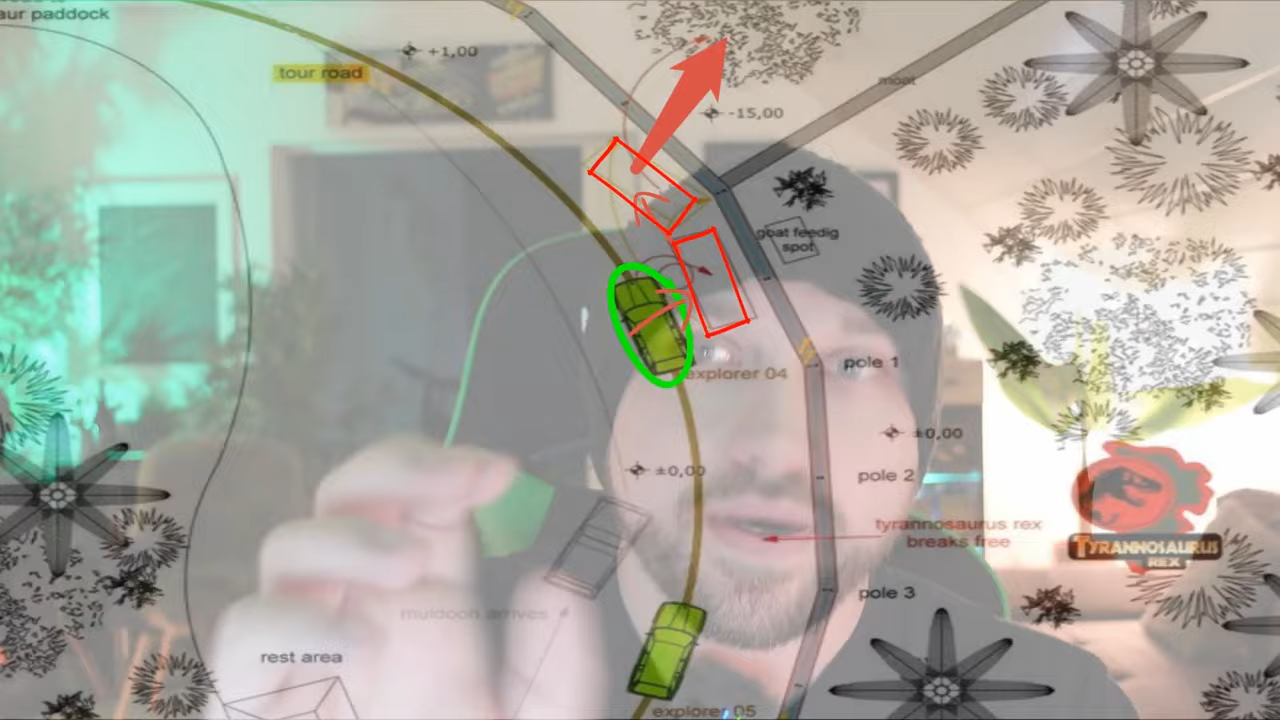 aur paddock
tour road
+1,00
-15,00
moat
goat feedig
spot
explorer 04
pole 1
±0,00
±0,00
pole 2
tyrannosaurus rex
breaks free
TYRANNOSAURUS
REX
pole 3
muldoon arrives
rest area
explorer 05